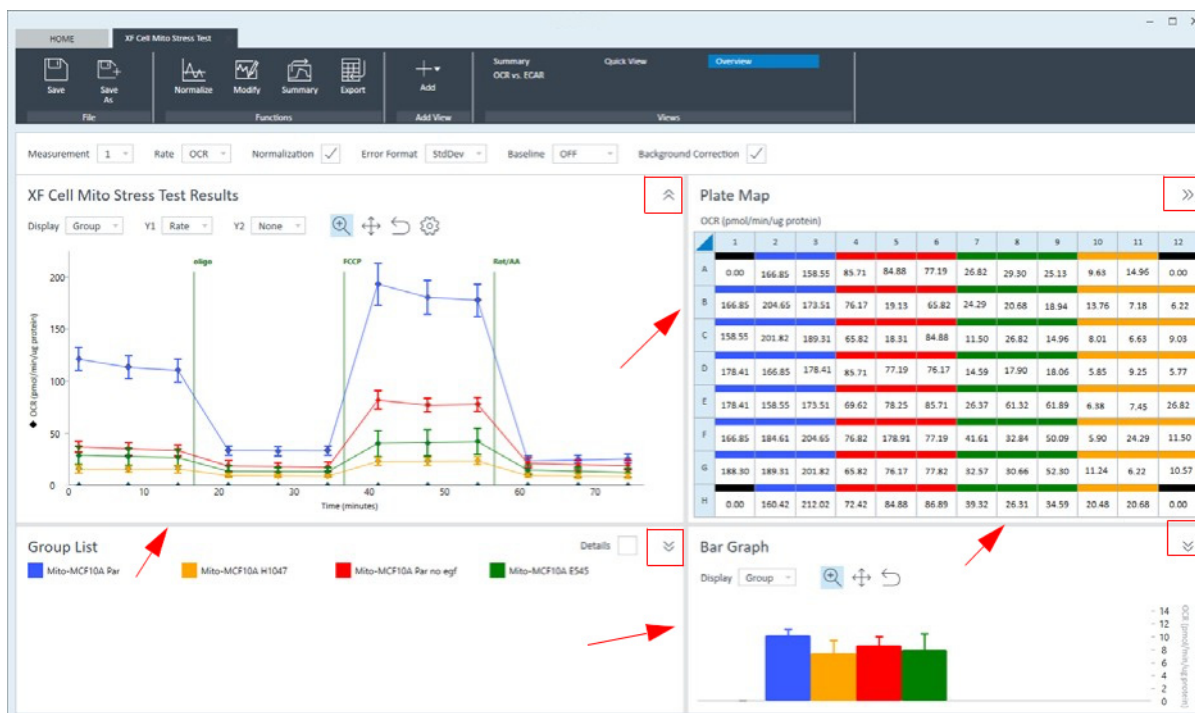 HOME XF Cell Mito Stress Test
Save Save As Normalize Modify Summary Export Add
Summary Quick View Overview
OCR vs. ECAR
File Functions Add View Views
Measurement 1 Rate OCR Normalization Error Format StdDev Baseline OFF Background Correction
XF Cell Mito Stress Test Results
Display Group Y1 Rate Y2 None
oligo FCCP Rot/AA
200
150
100
50
0
OCR (pmol/min/ug protein)
0 10 20 30 40 50 60 70
Time (minutes)
Plate Map
OCR (pmol/min/ug protein)
1 2 3 4 5 6 7 8 9 10 11 12
A 0.00 166.85 158.55 85.71 84.88 77.19 26.82 29.30 25.13 9.63 14.96 0.00
B 166.85 204.65 173.51 76.17 19.13 65.82 24.29 20.68 18.94 13.76 7.18 6.22
C 158.55 201.82 189.31 65.82 18.31 84.88 11.50 26.82 14.96 8.01 6.63 9.03
D 178.41 166.85 178.41 85.71 77.19 76.17 14.59 17.90 18.06 5.85 9.25 5.77
E 178.41 158.55 173.51 69.62 78.25 85.71 26.37 61.32 61.89 6.38 7.45 26.82
F 166.85 184.61 204.65 76.82 178.91 77.19 41.61 32.84 50.09 5.90 24.29 11.50
G 188.30 189.31 201.82 65.82 76.17 77.82 32.57 30.66 52.30 11.24 6.22 10.57
H 0.00 160.42 212.02 72.42 84.88 86.89 39.32 26.31 34.59 20.48 20.68 0.00
Group List Details
Mito-MCF10A Par Mito-MCF10A H1047 Mito-MCF10A Par no egf Mito-MCF10A E545
Bar Graph
Display Group
14
12
10
8
6
4
2
0
OCR (pmol/min/ug protein)